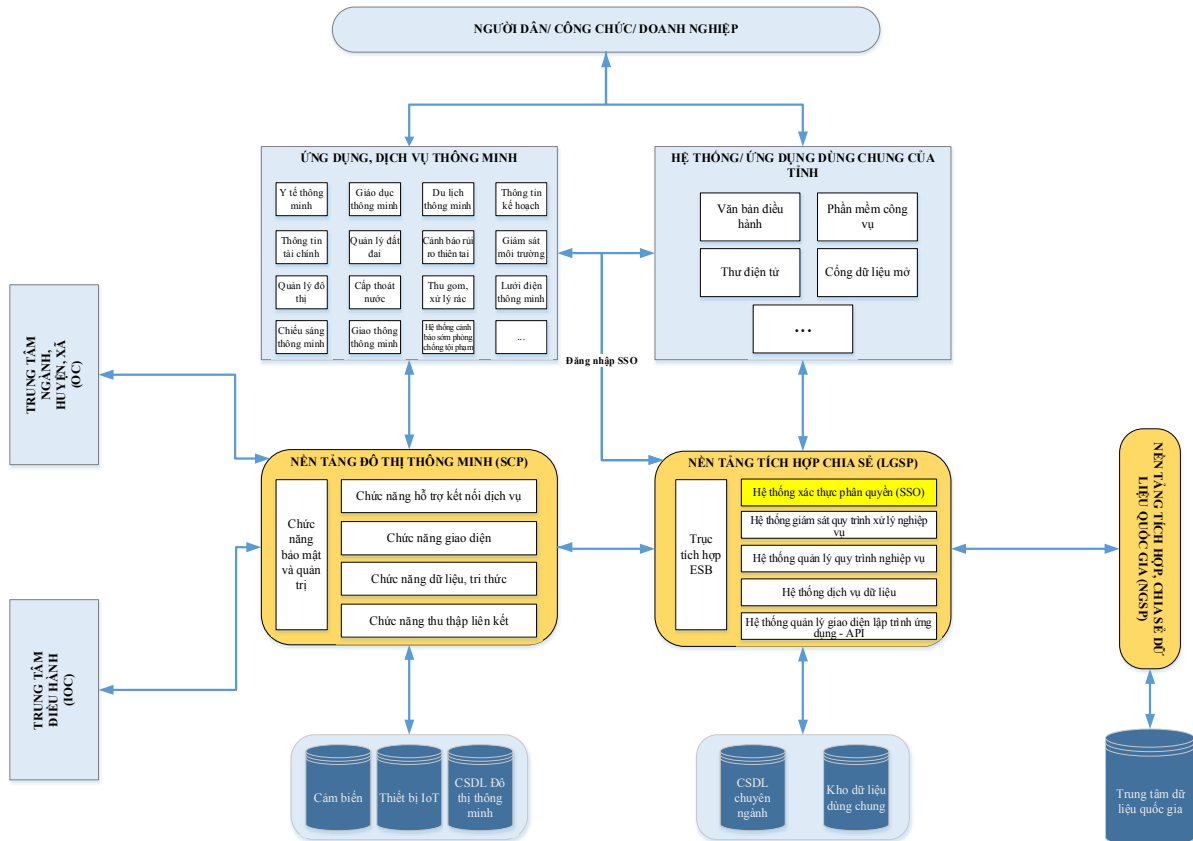 NGƯỜI DÂN/ CÔNG CHỨC/ DOANH NGHIỆP
ỨNG DỤNG, DỊCH VỤ THÔNG MINH
Y tế thông
minh
Giáo dục
thông minh
Du lịch
thông minh
Thông tin
kế hoạch
Thông tin
tài chính
Quản lý đất
đai
Cảnh báo rủi
ro thiên tai
Giám sát
môi trường
Quản lý đô
thị
Cấp thoát
nước
Thu gom,
xử lý rác
Lưới điện
thông minh
Chiếu sáng
thông minh
Giao thông
thông minh
Hệ thống cảnh
báo sớm phòng
chống tội phạm
...
HỆ THỐNG/ ỨNG DỤNG DÙNG CHUNG CỦA
TỈNH
Văn bản điều
hành
Phần mềm công
vụ
Thư điện tử
Cổng dữ liệu mở
...
Đăng nhập SSO
TRUNG TÂM
NGÀNH,
HUYỆN, XÃ
(OC)
TRUNG TÂM
ĐIỀU HÀNH
(IOC)
NỀN TẢNG ĐÔ THỊ THÔNG MINH (SCP)
Chức
năng
bảo mật
và quản
trị
Chức năng hỗ trợ kết nối dịch vụ
Chức năng giao diện
Chức năng dữ liệu, tri thức
Chức năng thu thập liên kết
NỀN TẢNG TÍCH HỢP CHIA SẺ (LGSP)
Trục
tích hợp
ESB
Hệ thống xác thực phân quyền (SSO)
Hệ thống giám sát quy trình xử lý nghiệp
vụ
Hệ thống quản lý quy trình nghiệp vụ
Hệ thống dịch vụ dữ liệu
Hệ thống quản lý giao diện lập trình ứng
dụng - API
NỀN TẢNG TÍCH HỢP, CHIA SẺ DỮ
LIỆU QUỐC GIA (NGSP)
Cảm biến
Thiết bị IoT
CSDL Đô
thị thông
minh
CSDL
chuyên
ngành
Kho dữ liệu
dùng chung
Trung tâm dữ
liệu quốc gia